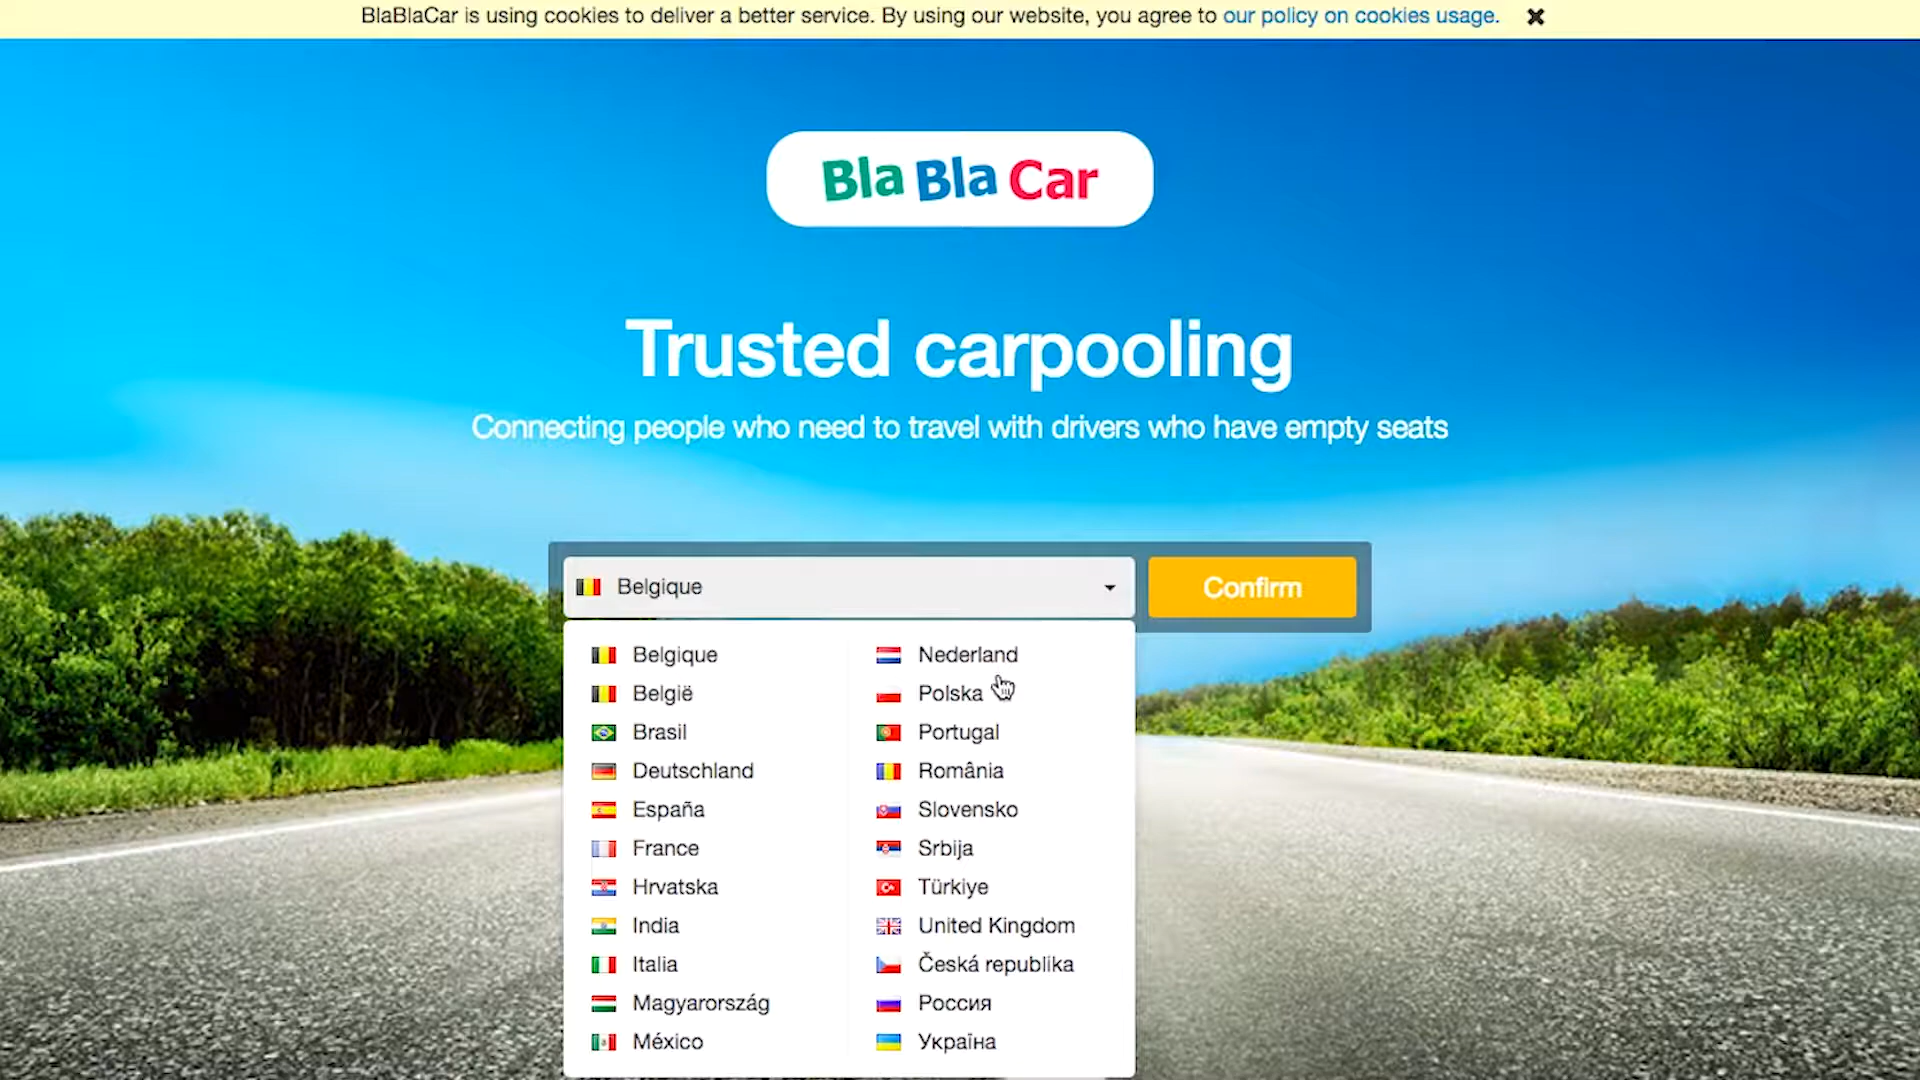 BlaBlaCar is using cookies to deliver a better service. By using our website, you agree to our policy on cookies usage.
BlaBlaCar
Trusted carpooling
Connecting people who need to travel with drivers who have empty seats
Belgique
Confirm
Belgique
België
Brasil
Deutschland
España
France
Hrvatska
India
Italia
Magyarország
México
Nederland
Polska
Portugal
România
Slovensko
Srbija
Türkiye
United Kingdom
Česká republika
Россия
Україна